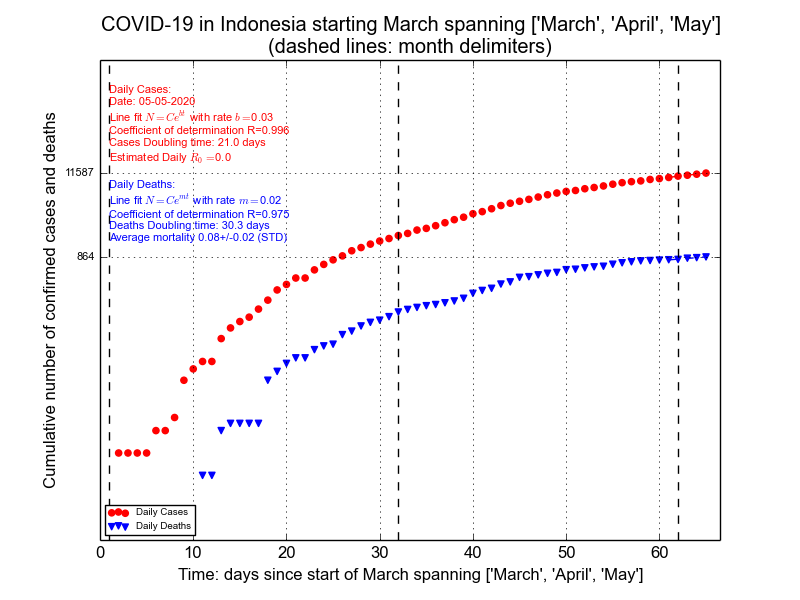 COVID-19 in Indonesia starting March spanning ['March', 'April', 'May']
(dashed lines: month delimiters)
Daily Cases:
Date: 05-05-2020
Line fit N = Ce^{bt} with rate b = 0.03
Coefficient of determination R=0.996
Cases Doubling time: 21.0 days
Estimated Daily R_0 = 0.0
Daily Deaths:
Line fit N = Ce^{mt} with rate m = 0.02
Coefficient of determination R=0.975
Deaths Doubling time: 30.3 days
Average mortality 0.08+/-0.02 (STD)
11587
864
Cumulative number of confirmed cases and deaths
Daily Cases
Daily Deaths
0 10 20 30 40 50 60
Time: days since start of March spanning ['March', 'April', 'May']